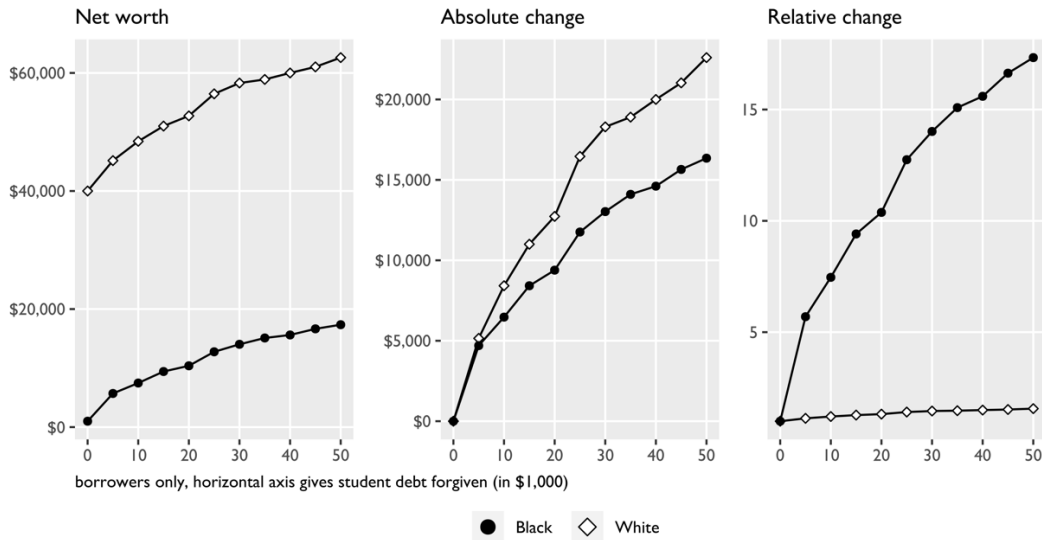 Net worth
$60,000
$40,000
$20,000
$0
0 10 20 30 40 50
Absolute change
$20,000
$15,000
$10,000
$5,000
$0
0 10 20 30 40 50
Relative change
15
10
5
0 10 20 30 40 50
borrowers only, horizontal axis gives student debt forgiven (in $1,000)
Black White